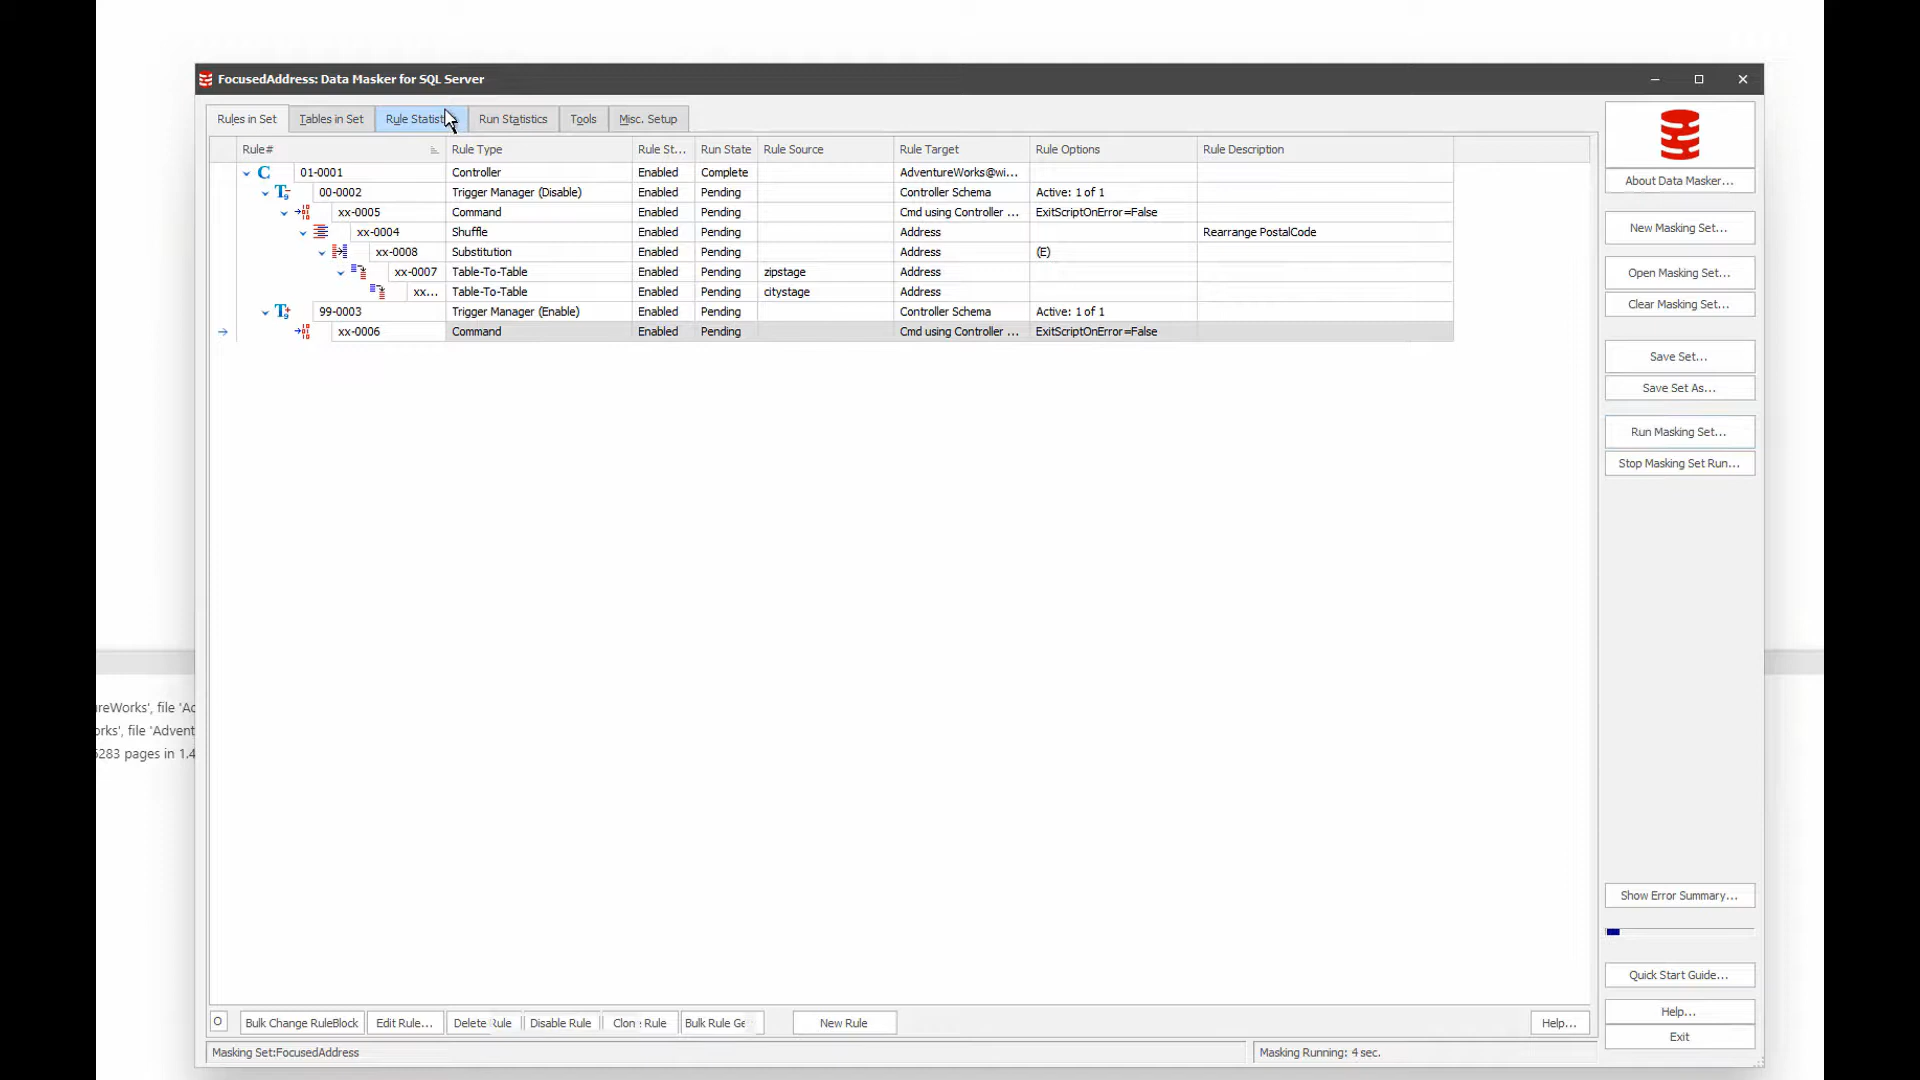 FocusedAddress: Data Masker for SQL Server
Rules in Set Tables in Set Rule Statist Run Statistics Tools Misc. Setup
Rule# Rule Type Rule St... Run State Rule Source Rule Target Rule Options Rule Description
C 01-0001 Controller Enabled Complete AdventureWorks@wi...
00-0002 Trigger Manager (Disable) Enabled Pending Controller Schema Active: 1 of 1
xx-0005 Command Enabled Pending Cmd using Controller ... ExitScriptOnError=False
xx-0004 Shuffle Enabled Pending Address Rearrange PostalCode
xx-0008 Substitution Enabled Pending Address (E)
xx-0007 Table-To-Table Enabled Pending zipstage Address
xx... Table-To-Table Enabled Pending citystage Address
99-0003 Trigger Manager (Enable) Enabled Pending Controller Schema Active: 1 of 1
xx-0006 Command Enabled Pending Cmd using Controller ... ExitScriptOnError=False
About Data Masker...
New Masking Set...
Open Masking Set...
Clear Masking Set...
Save Set...
Save Set As...
Run Masking Set...
Stop Masking Set Run...
Show Error Summary...
Quick Start Guide...
Help...
Exit
reWorks', file 'Ac
orks', file 'Advent
6283 pages in 1.4
O Bulk Change RuleBlock Edit Rule... Delete Rule Disable Rule Clon Rule Bulk Rule Ge New Rule Help...
Masking Set:FocusedAddress Masking Running: 4 sec.